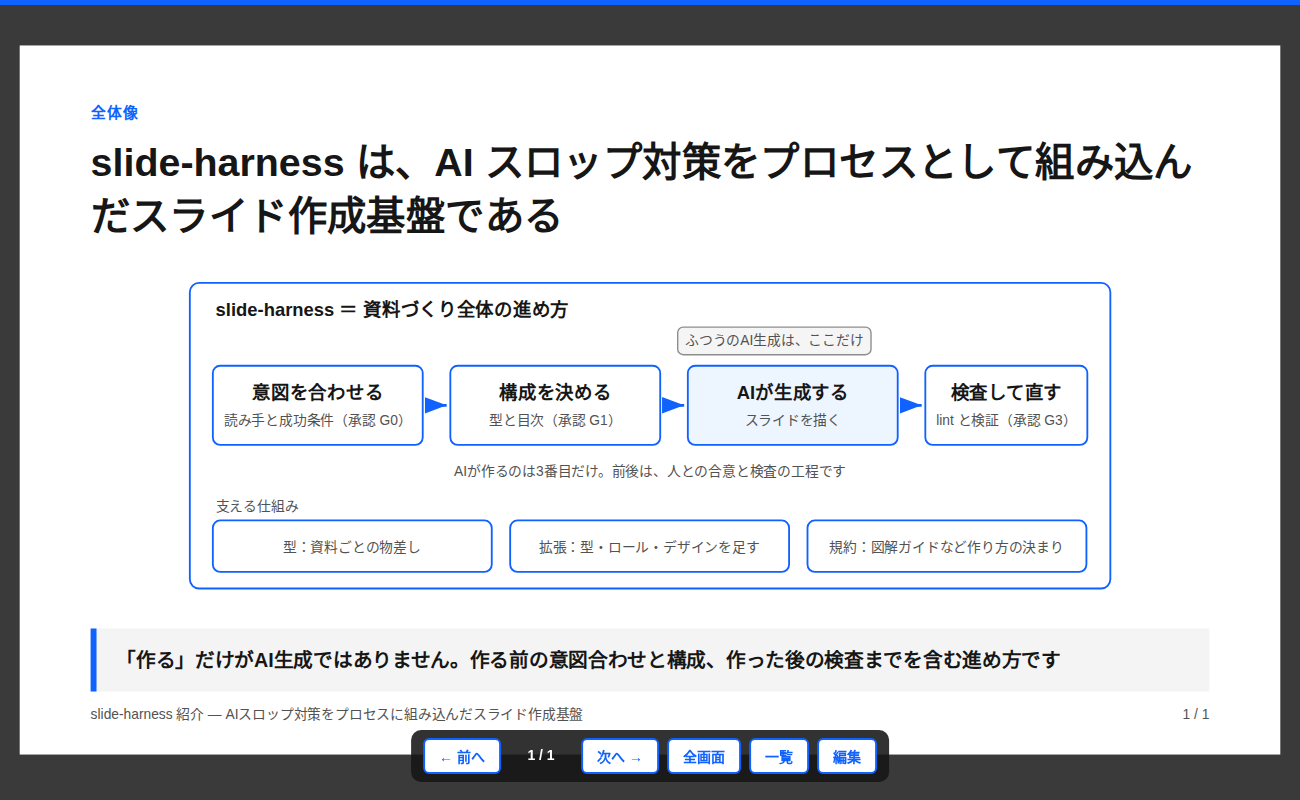 全体像
slide-harness は、AI スロップ対策をプロセスとして組み込ん
だスライド作成基盤である
slide-harness ＝ 資料づくり全体の進め方
ふつうのAI生成は、ここだけ
意図を合わせる
読み手と成功条件（承認 G0）
構成を決める
型と目次（承認 G1）
AIが生成する
スライドを描く
検査して直す
lint と検証（承認 G3）
AIが作るのは3番目だけ。前後は、人との合意と検査の工程です
支える仕組み
型：資料ごとの物差し
拡張：型・ロール・デザインを足す
規約：図解ガイドなど作り方の決まり
「作る」だけがAI生成ではありません。作る前の意図合わせと構成、作った後の検査までを含む進め方です
slide-harness 紹介 — AIスロップ対策をプロセスに組み込んだスライド作成基盤
1 / 1
← 前へ
1 / 1
次へ →
全画面
一覧
編集